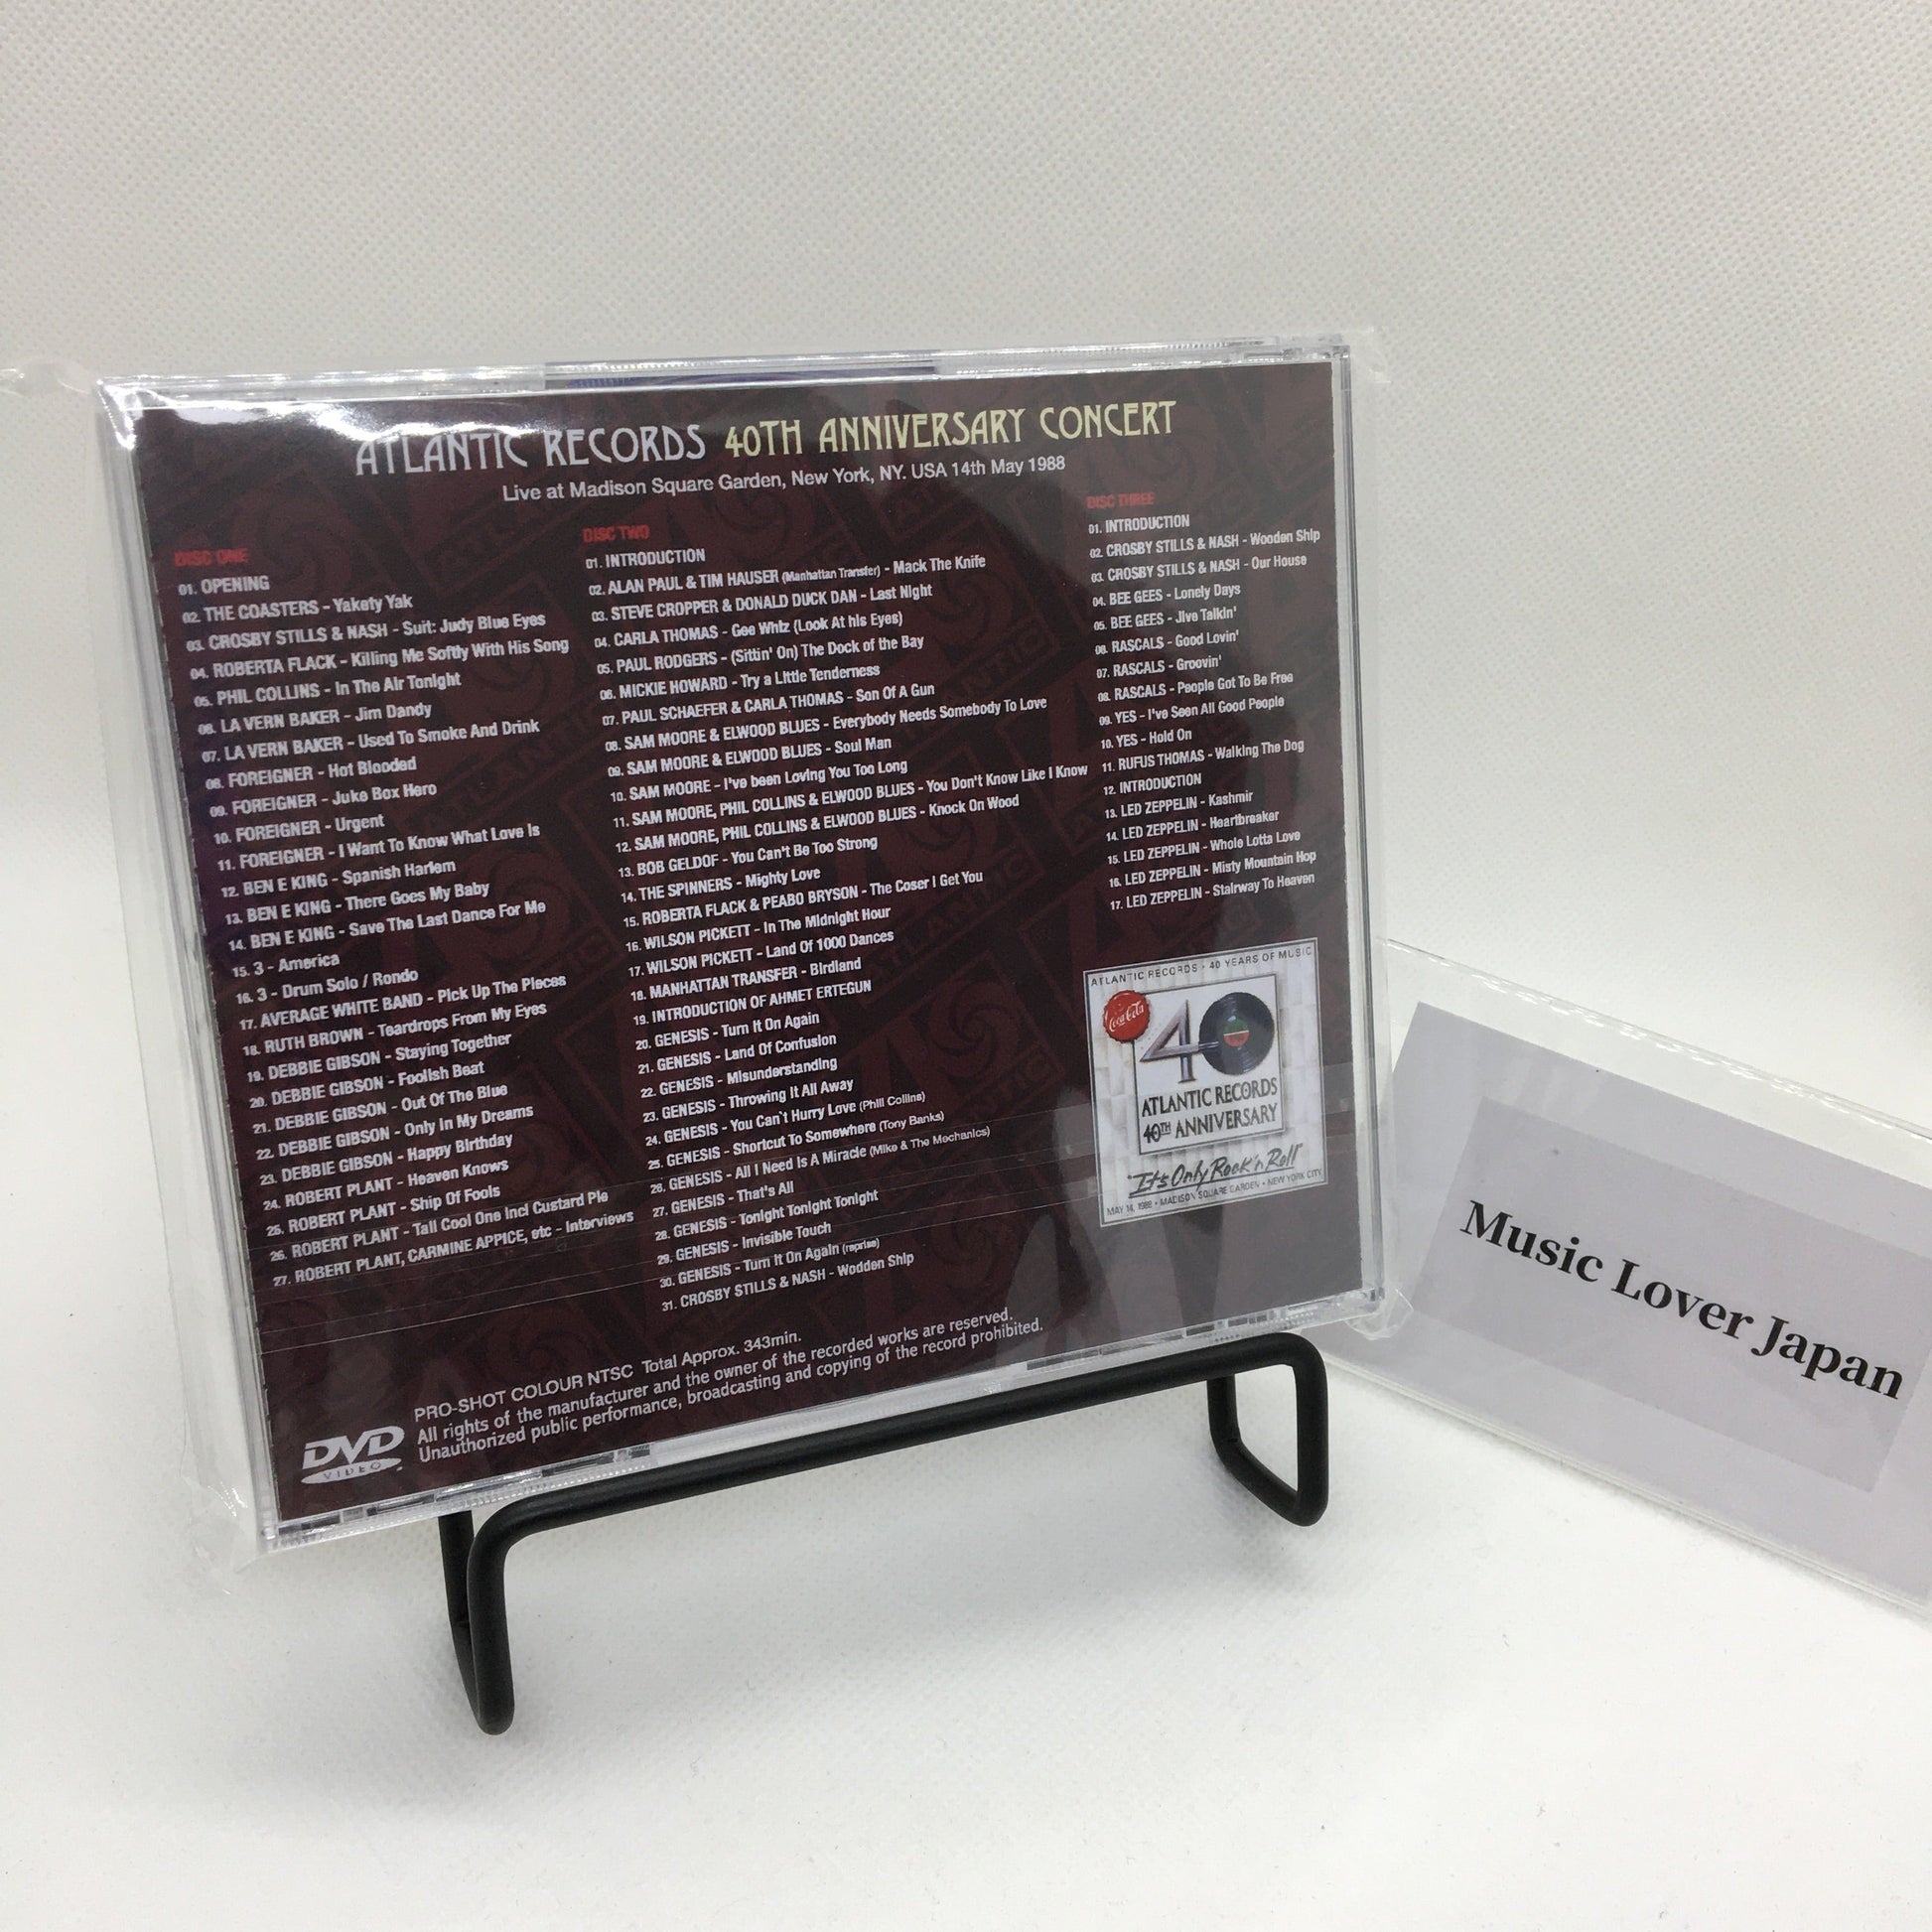 ATLANTIC RECORDS 40TH ANNIVERSARY CONCERT
Live at Madison Square Garden, New York, NY. USA 14th May 1988
DISC ONE
01. OPENING
02. THE COASTERS - Yakety Yak
03. CROSBY STILLS & NASH - Suit: Judy Blue Eyes
04. ROBERTA FLACK - Killing Me Softly With His Song
05. PHIL COLLINS - In The Air Tonight
06. LA VERN BAKER - Jim Dandy
07. LA VERN BAKER - Used To Smoke And Drink
08. FOREIGNER - Hot Blooded
09. FOREIGNER - Juke Box Hero
10. FOREIGNER - Urgent
11. FOREIGNER - I Want To Know What Love Is
12. BEN E KING - Spanish Harlem
13. BEN E KING - There Goes My Baby
14. BEN E KING - Save The Last Dance For Me
15. 3 - America
16. 3 - Drum Solo / Rondo
17. AVERAGE WHITE BAND - Pick Up The Pieces
18. RUTH BROWN - Teardrops From My Eyes
19. DEBBIE GIBSON - Staying Together
20. DEBBIE GIBSON - Foolish Beat
21. DEBBIE GIBSON - Out Of The Blue
22. DEBBIE GIBSON - Only In My Dreams
23. DEBBIE GIBSON - Happy Birthday
24. ROBERT PLANT - Heaven Knows
25. ROBERT PLANT - Ship Of Fools
26. ROBERT PLANT - Tall Cool One Incl Custard Pie
27. ROBERT PLANT, CARMINE APPICE, etc - Interviews
DISC TWO
01. INTRODUCTION
02. ALAN PAUL & TIM HAUSER (Manhattan Transfer) - Mack The Knife
03. STEVE CROPPER & DONALD DUCK DAN - Last Night
04. CARLA THOMAS - Gee Whiz (Look At his Eyes)
05. PAUL RODGERS - (Sittin' On) The Dock of the Bay
06. MICKIE HOWARD - Try a Little Tenderness
07. PAUL SCHAEFER & CARLA THOMAS - Son Of A Gun
08. SAM MOORE & ELWOOD BLUES - Everybody Needs Somebody To Love
09. SAM MOORE & ELWOOD BLUES - Soul Man
10. SAM MOORE - I've been Loving You Too Long
11. SAM MOORE, PHIL COLLINS & ELWOOD BLUES - You Don't Know Like I Know
12. SAM MOORE, PHIL COLLINS & ELWOOD BLUES - Knock On Wood
13. BOB GELDOF - You Can't Be Too Strong
14. THE SPINNERS - Mighty Love
15. ROBERTA FLACK & PEABO BRYSON - The Coser I Get You
16. WILSON PICKETT - In The Midnight Hour
17. WILSON PICKETT - Land Of 1000 Dances
18. MANHATTAN TRANSFER - Birdland
19. INTRODUCTION OF AHMET ERTEGUN
20. GENESIS - Turn It On Again
21. GENESIS - Land Of Confusion
22. GENESIS - Misunderstanding
23. GENESIS - Throwing It All Away
24. GENESIS - You Can`t Hurry Love (Phill Collins)
25. GENESIS - Shortcut To Somewhere (Tony Banks)
26. GENESIS - All I Need Is A Miracle (Mike & The Mechanics)
27. GENESIS - That's All
28. GENESIS - Tonight Tonight Tonight
29. GENESIS - Invisible Touch
30. GENESIS - Turn It On Again (reprise)
31. CROSBY STILLS & NASH - Wodden Ship
DISC THREE
01. INTRODUCTION
02. CROSBY STILLS & NASH - Wooden Ship
03. CROSBY STILLS & NASH - Our House
04. BEE GEES - Lonely Days
05. BEE GEES - Jive Talkin'
06. RASCALS - Good Lovin'
07. RASCALS - Groovin'
08. RASCALS - People Got To Be Free
09. YES - I've Seen All Good People
10. YES - Hold On
11. RUFUS THOMAS - Walking The Dog
12. INTRODUCTION
13. LED ZEPPELIN - Kashmir
14. LED ZEPPELIN - Heartbreaker
15. LED ZEPPELIN - Whole Lotta Love
16. LED ZEPPELIN - Misty Mountain Hop
17. LED ZEPPELIN - Stairway To Heaven
ATLANTIC RECORDS • 40 YEARS OF MUSIC
Coca-Cola
40
ATLANTIC RECORDS
40TH ANNIVERSARY
"It's Only Rock'n Roll"
MAY 14, 1988 • MADISON SQUARE GARDEN • NEW YORK CITY
PRO-SHOT COLOUR NTSC Total Approx. 343min.
All rights of the manufacturer and the owner of the recorded works are reserved.
Unauthorized public performance, broadcasting and copying of the record prohibited.
DVD
VIDEO
Music Lover Japan